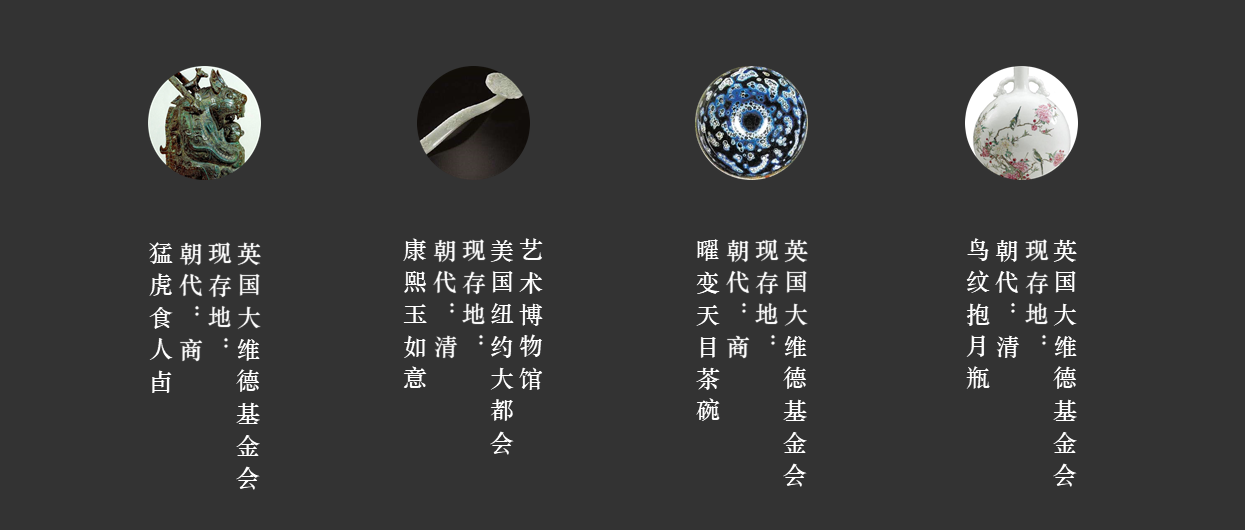 猛虎食人卣
朝代：商
现存地：
英国大维德基金会
康熙玉如意
朝代：清
现存地：
美国纽约大都会
艺术博物馆
曜变天目茶碗
朝代：商
现存地：
英国大维德基金会
鸟纹抱月瓶
朝代：清
现存地：
英国大维德基金会